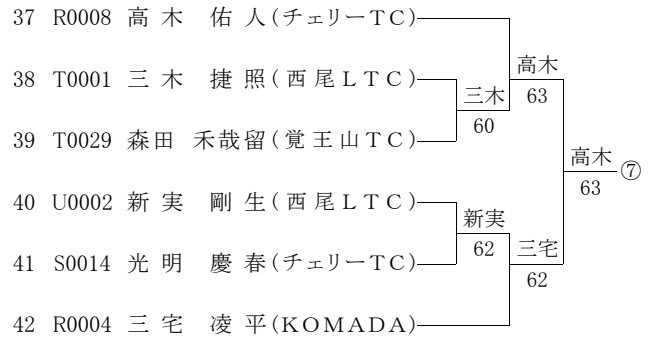 37 R0008 高木 佑人(チェリーTC)
高木
38 T0001 三木 捷照(西尾LTC)
三木
63
60
39 T0029 森田 禾哉留(覚王山TC)
高木
⑦
63
40 U0002 新実 剛生(西尾LTC)
新実
62
三宅
41 S0014 光明 慶春(チェリーTC)
62
42 R0004 三宅 凌平(KOMADA)